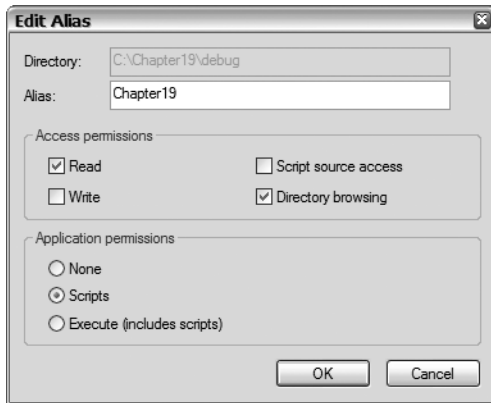 Edit Alias
Directory: C:\Chapter19\debug
Alias: Chapter19
Access permissions
Read Script source access
Write Directory browsing
Application permissions
None
Scripts
Execute (includes scripts)
OK Cancel